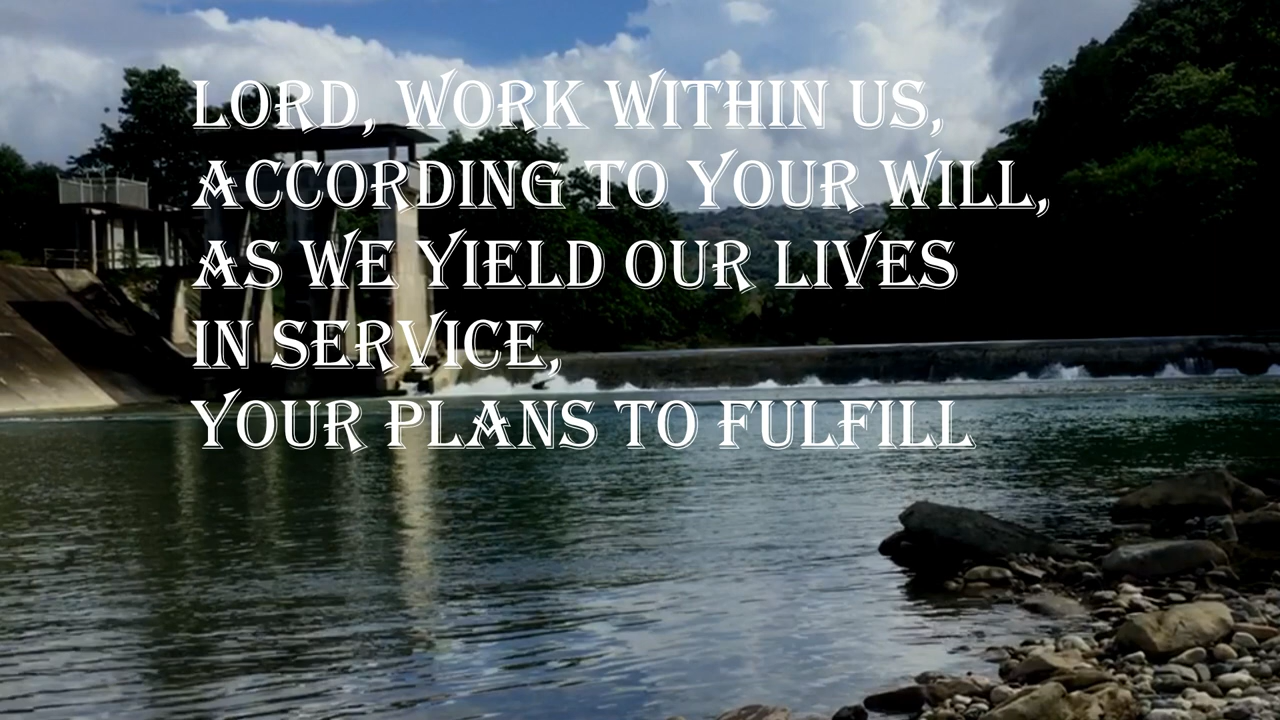 LORD, WORK WITHIN US,
ACCORDING TO YOUR WILL,
AS WE YIELD OUR LIVES
IN SERVICE,
YOUR PLANS TO FULFILL